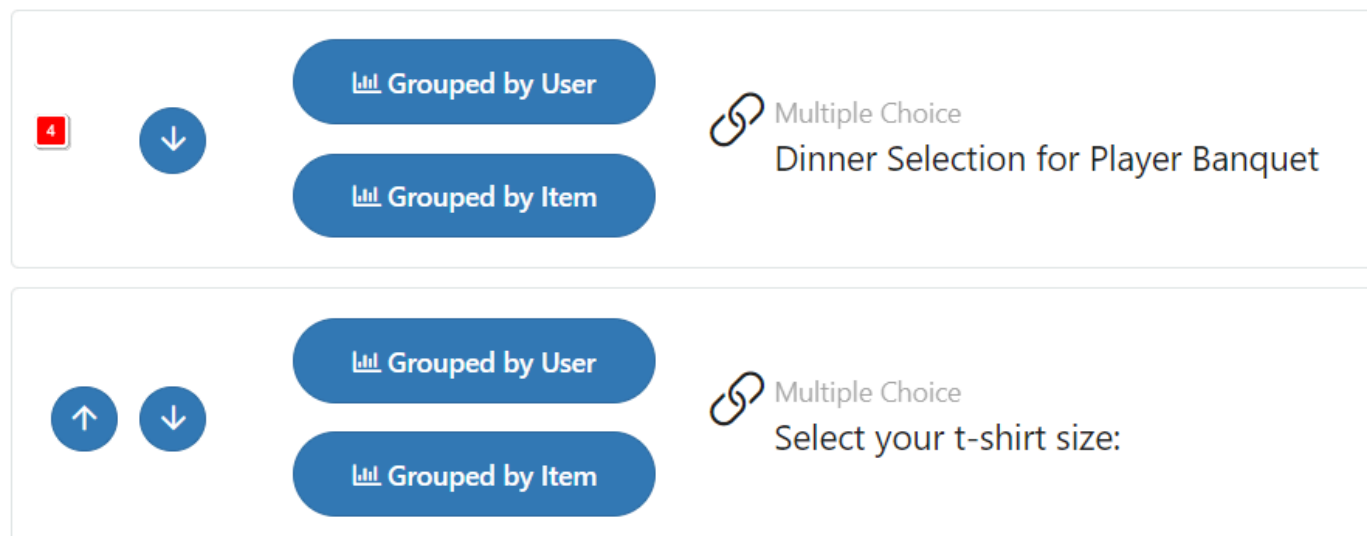 Grouped by User
Multiple Choice
4
Dinner Selection for Player Banquet
Grouped by Item
Grouped by User
Multiple Choice
Select your t-shirt size:
Grouped by Item